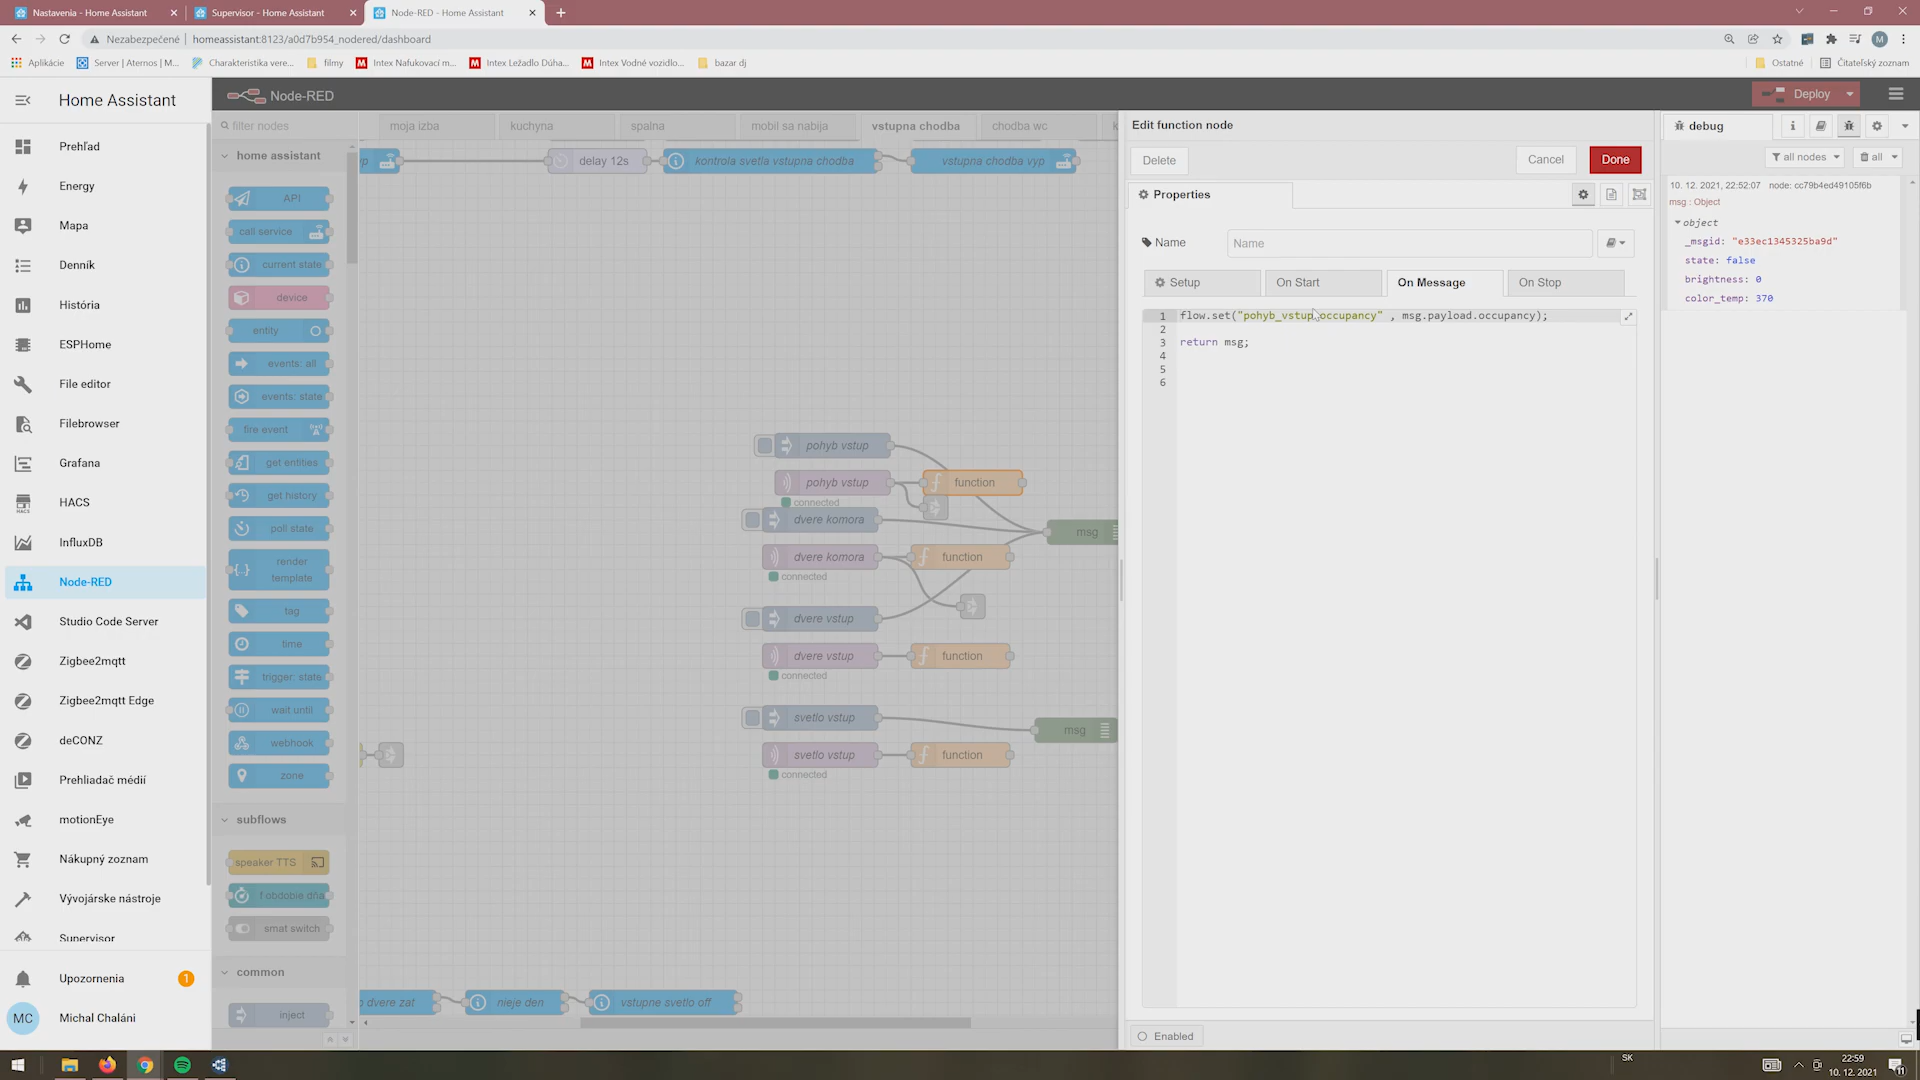 Nastavenia - Home Assistant
Supervisor - Home Assistant
Node-RED - Home Assistant
Nezabezpečené
homeassistant:8123/a0d7b954_nodered/dashboard
Aplikácie
Server | Aternos | M...
Charakteristika vere...
filmy
Intex Nafukovací m...
Intex Ležadlo Dúha...
Intex Vodné vozidlo...
bazar dj
Ostatné
Čitateľský zoznam
Home Assistant
Prehľad
Energy
Mapa
Denník
História
ESPHome
File editor
Filebrowser
Grafana
HACS
InfluxDB
Node-RED
Studio Code Server
Zigbee2mqtt
Zigbee2mqtt Edge
deCONZ
Prehliadač médií
motionEye
Nákupný zoznam
Vývojárske nástroje
Supervisor
Upozornenia
1
MC
Michal Chaláni
Node-RED
Deploy
filter nodes
home assistant
API
call service
current state
device
entity
events: all
events: state
fire event
get entities
get history
poll state
render
template
tag
time
trigger: state
wait until
webhook
zone
subflows
speaker TTS
f obdobie dňa
smat switch
common
inject
moja izba
kuchyna
spalna
mobil sa nabija
vstupna chodba
chodba wc
delay 12s
kontrola svetla vstupna chodba
vstupna chodba vyp
pohyb vstup
pohyb vstup
function
connected
dvere komora
msg
dvere komora
function
connected
dvere vstup
dvere vstup
function
connected
svetlo vstup
msg
svetlo vstup
function
connected
dvere zat
nieje den
vstupne svetlo off
Edit function node
Delete
Cancel
Done
Properties
Name
Name
Setup
On Start
On Message
On Stop
1 flow.set("pohyb_vstup.occupancy" , msg.payload.occupancy);
2
3 return msg;
4
5
6
Enabled
debug
all nodes
all
10. 12. 2021, 22:52:07 node: cc79b4ed49105f6b
msg : Object
object
_msgid: "e33ec1345325ba9d"
state: false
brightness: 0
color_temp: 370
SK
22:59
10. 12. 2021
11